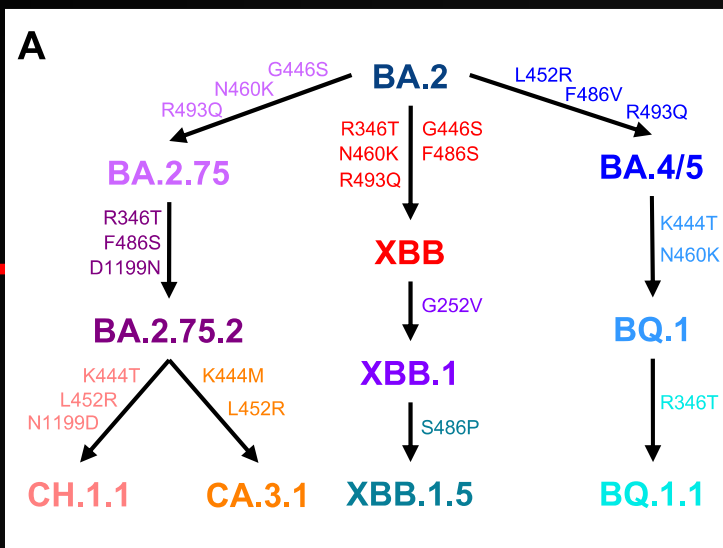 A
BA.2
G446S
N460K
R493Q
R346T G446S
N460K F486S
R493Q
L452R
F486V
R493Q
BA.2.75
XBB
BA.4/5
R346T
F486S
D1199N
G252V
K444T
N460K
BA.2.75.2
XBB.1
BQ.1
K444T
L452R
N1199D
K444M
L452R
S486P
R346T
CH.1.1
CA.3.1
XBB.1.5
BQ.1.1